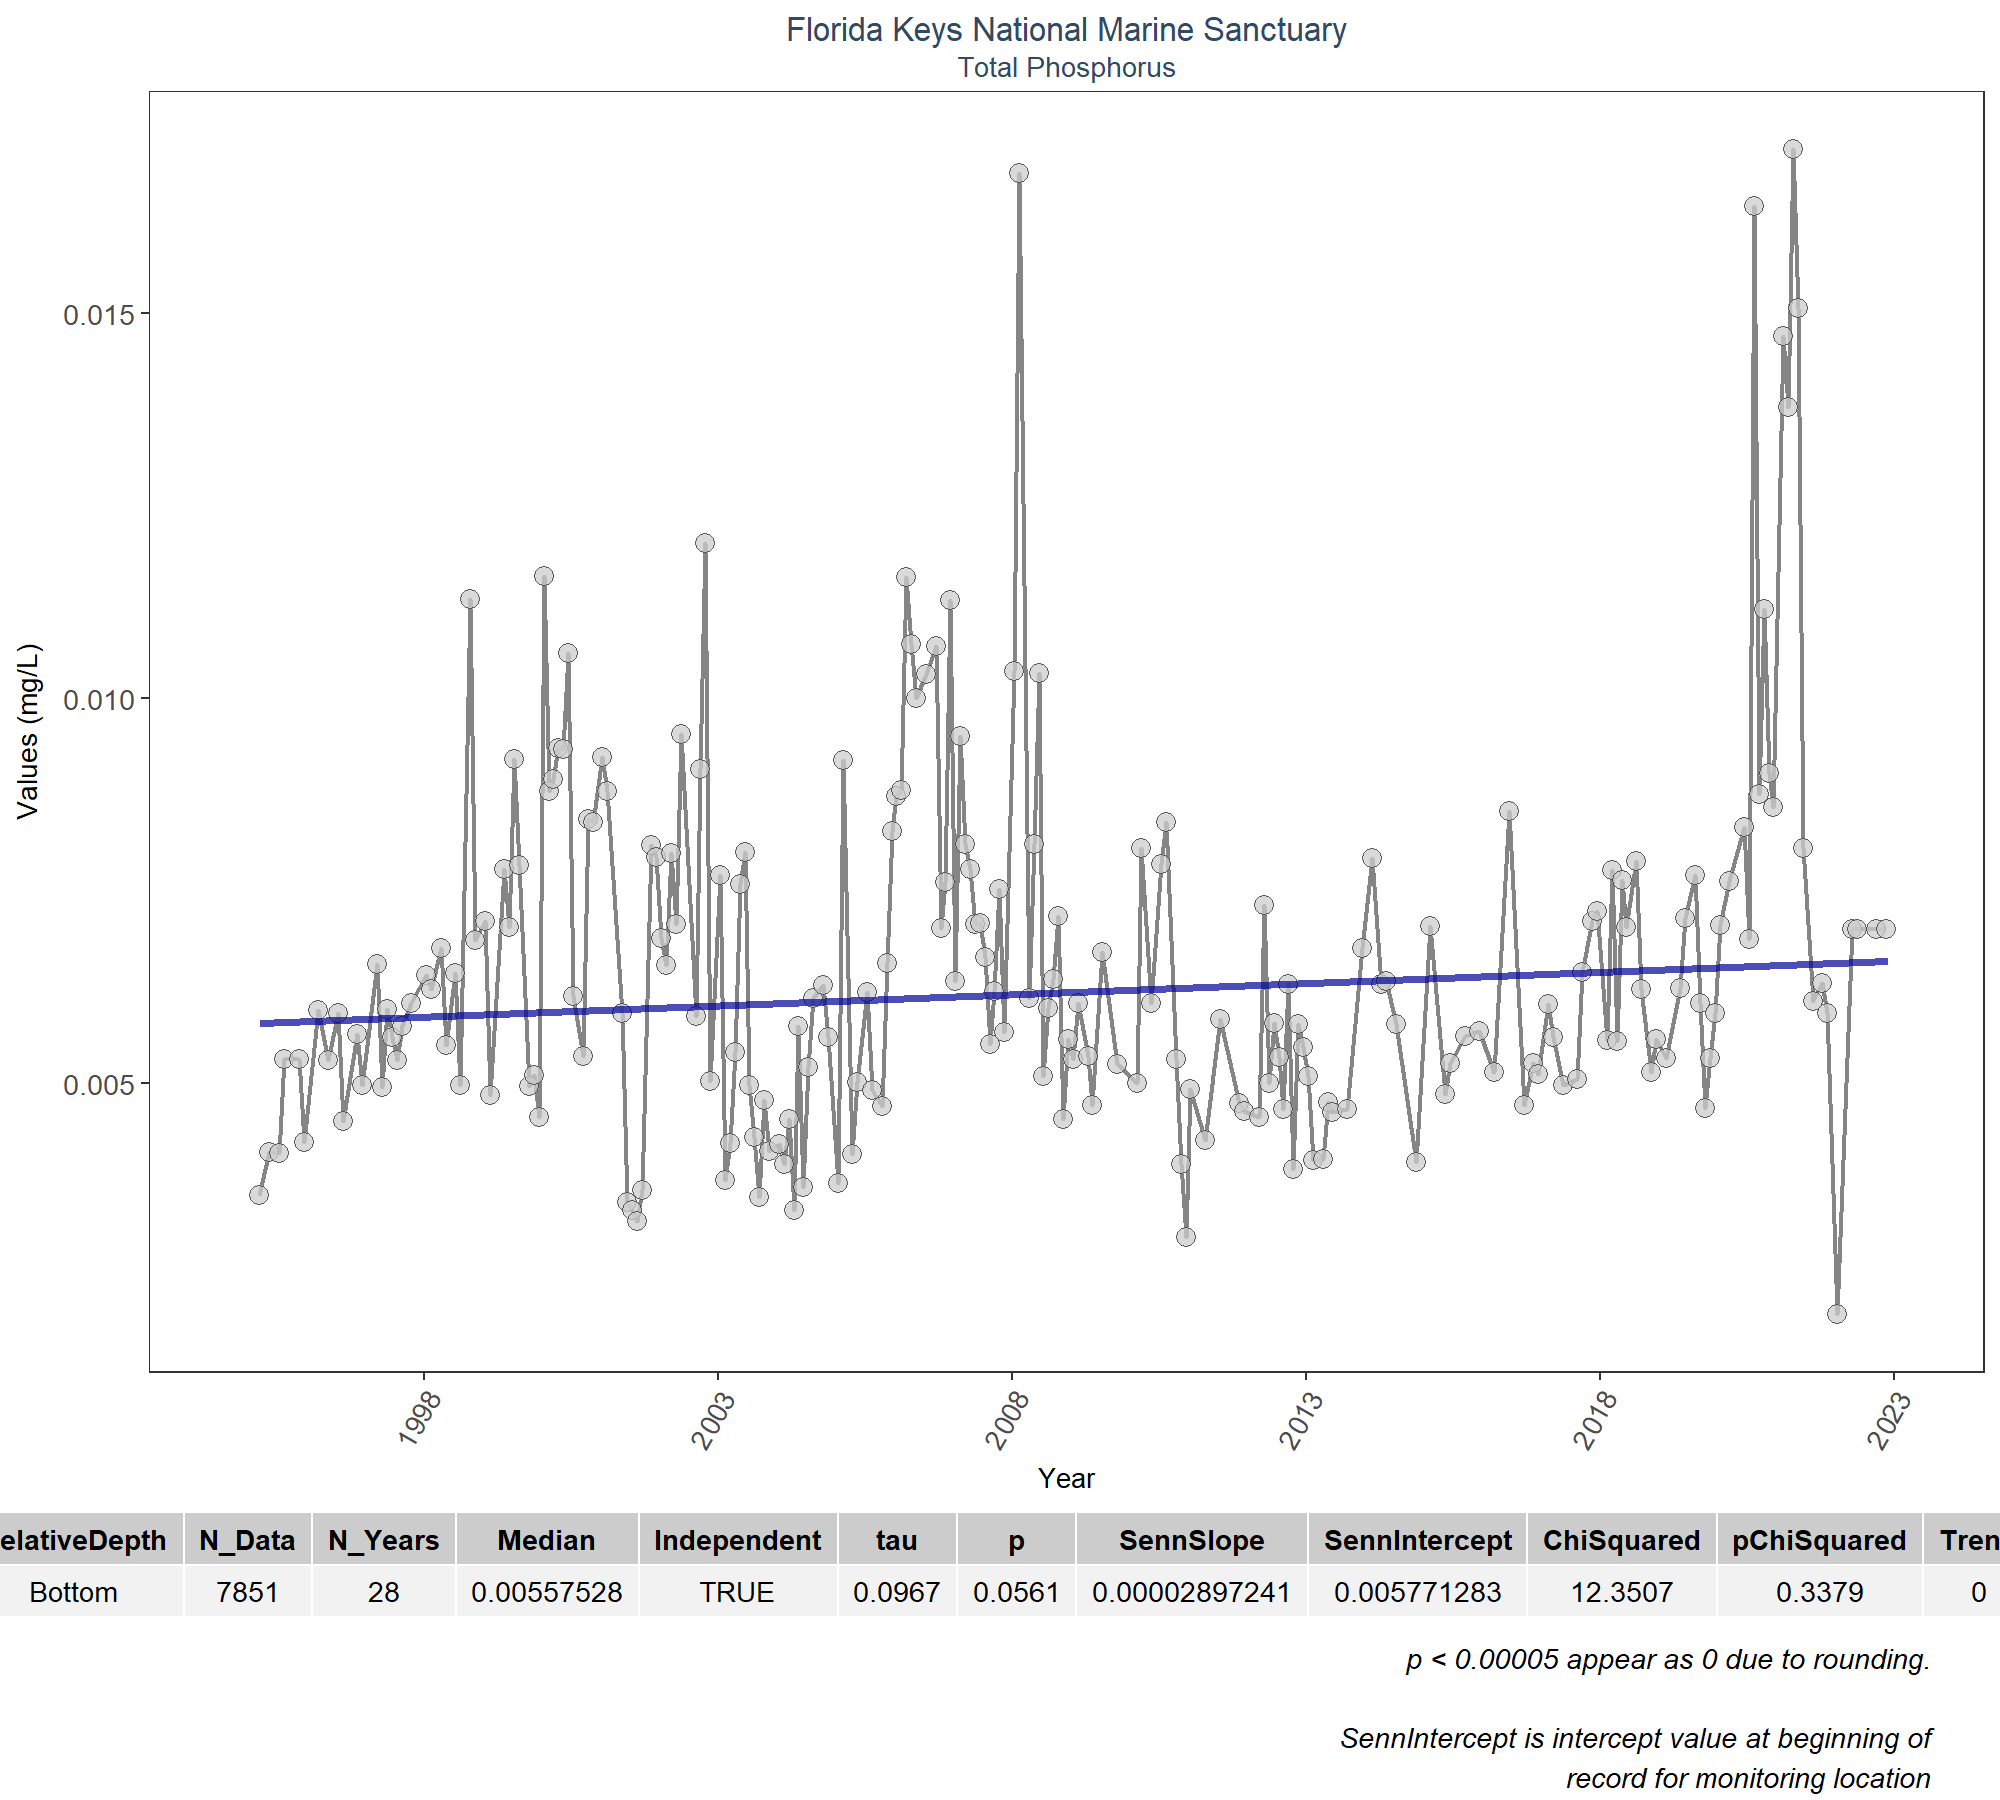 Florida Keys National Marine Sanctuary
Total Phosphorus
Values (mg/L)
0.015
0.010
0.005
1998 2003 2008 2013 2018 2023
Year
elativeDepth N_Data N_Years Median Independent tau p SennSlope SennIntercept ChiSquared pChiSquared Tren
Bottom 7851 28 0.00557528 TRUE 0.0967 0.0561 0.00002897241 0.005771283 12.3507 0.3379 0
p < 0.00005 appear as 0 due to rounding.
SennIntercept is intercept value at beginning of
record for monitoring location